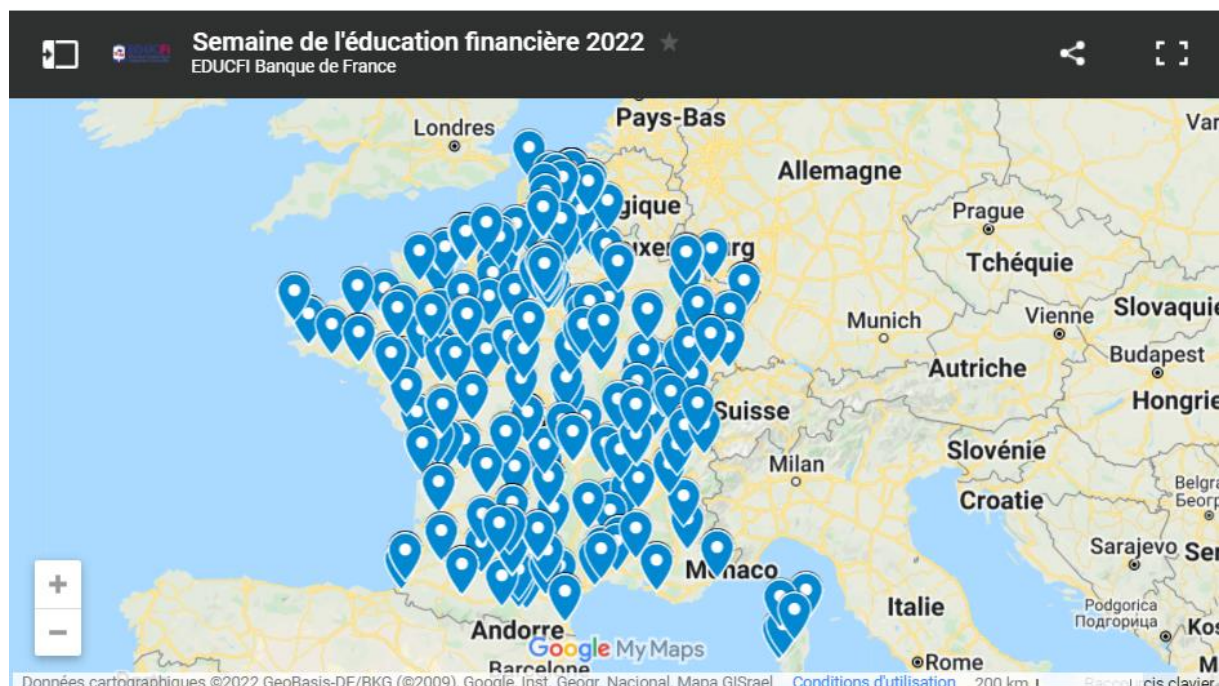 Semaine de l'éducation financière 2022
EDUCFI Banque de France
Londres
Pays-Bas
Allemagne
Prague
Tchéquie
Slovaquie
Munich
Vienne
Budapest
Autriche
Hongrie
Suisse
Slovénie
Milan
Croatie
Београд
Sarajevo
Monaco
Italie
Podgorica
Подгорица
Andorre
Google My Maps
Barcelone
Rome
Données cartographiques ©2022 GeoBasis-DE/BKG (©2009), Google, Inst. Geogr. Nacional, Mapa GISrael Conditions d'utilisation 200 km